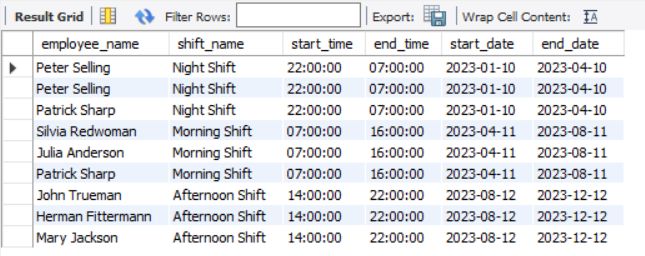 Result Grid Filter Rows: Export: Wrap Cell Content: IA
employee_name shift_name start_time end_time start_date end_date
Peter Selling Night Shift 22:00:00 07:00:00 2023-01-10 2023-04-10
Peter Selling Night Shift 22:00:00 07:00:00 2023-01-10 2023-04-10
Patrick Sharp Night Shift 22:00:00 07:00:00 2023-01-10 2023-04-10
Silvia Redwoman Morning Shift 07:00:00 16:00:00 2023-04-11 2023-08-11
Julia Anderson Morning Shift 07:00:00 16:00:00 2023-04-11 2023-08-11
Patrick Sharp Morning Shift 07:00:00 16:00:00 2023-04-11 2023-08-11
John Trueman Afternoon Shift 14:00:00 22:00:00 2023-08-12 2023-12-12
Herman Fittermann Afternoon Shift 14:00:00 22:00:00 2023-08-12 2023-12-12
Mary Jackson Afternoon Shift 14:00:00 22:00:00 2023-08-12 2023-12-12